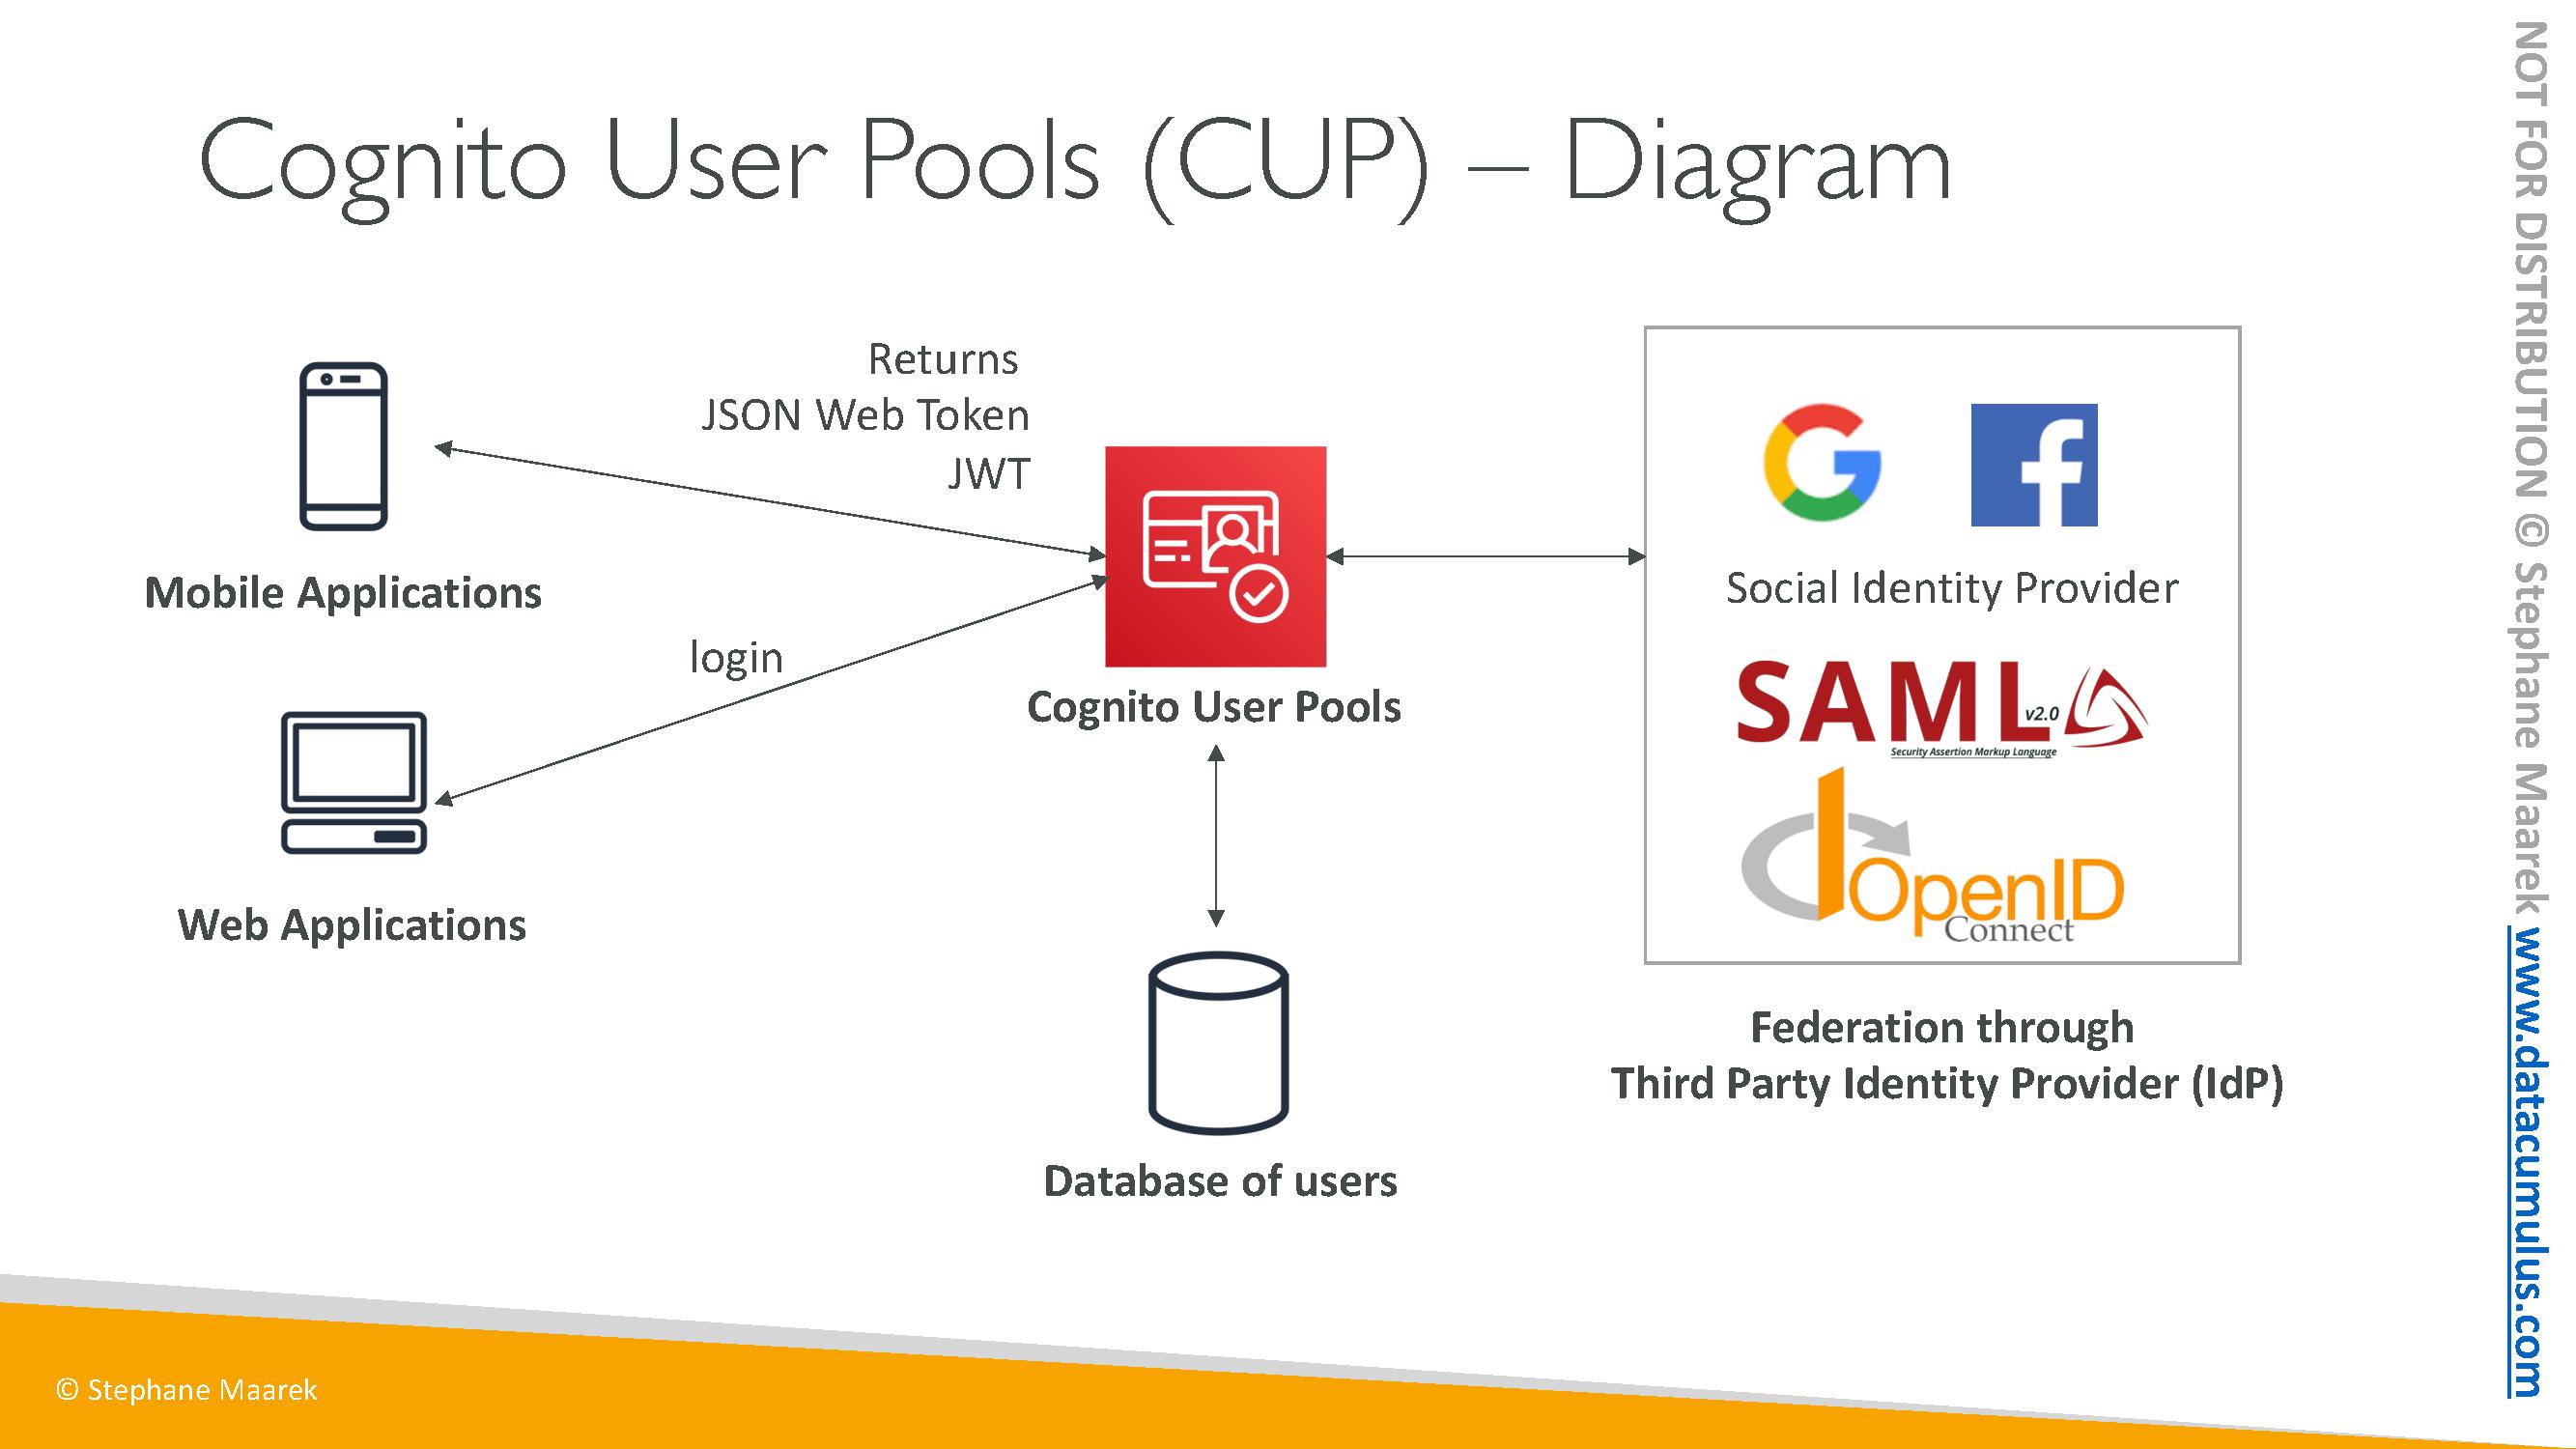 Cognito User Pools (CUP) – Diagram
Returns
JSON Web Token
JWT
Mobile Applications
login
Web Applications
Cognito User Pools
Database of users
Social Identity Provider
SAML v2.0
Security Assertion Markup Language
OpenID
Connect
Federation through
Third Party Identity Provider (IdP)
© Stephane Maarek
NOT FOR DISTRIBUTION © Stephane Maarek www.datacumulus.com